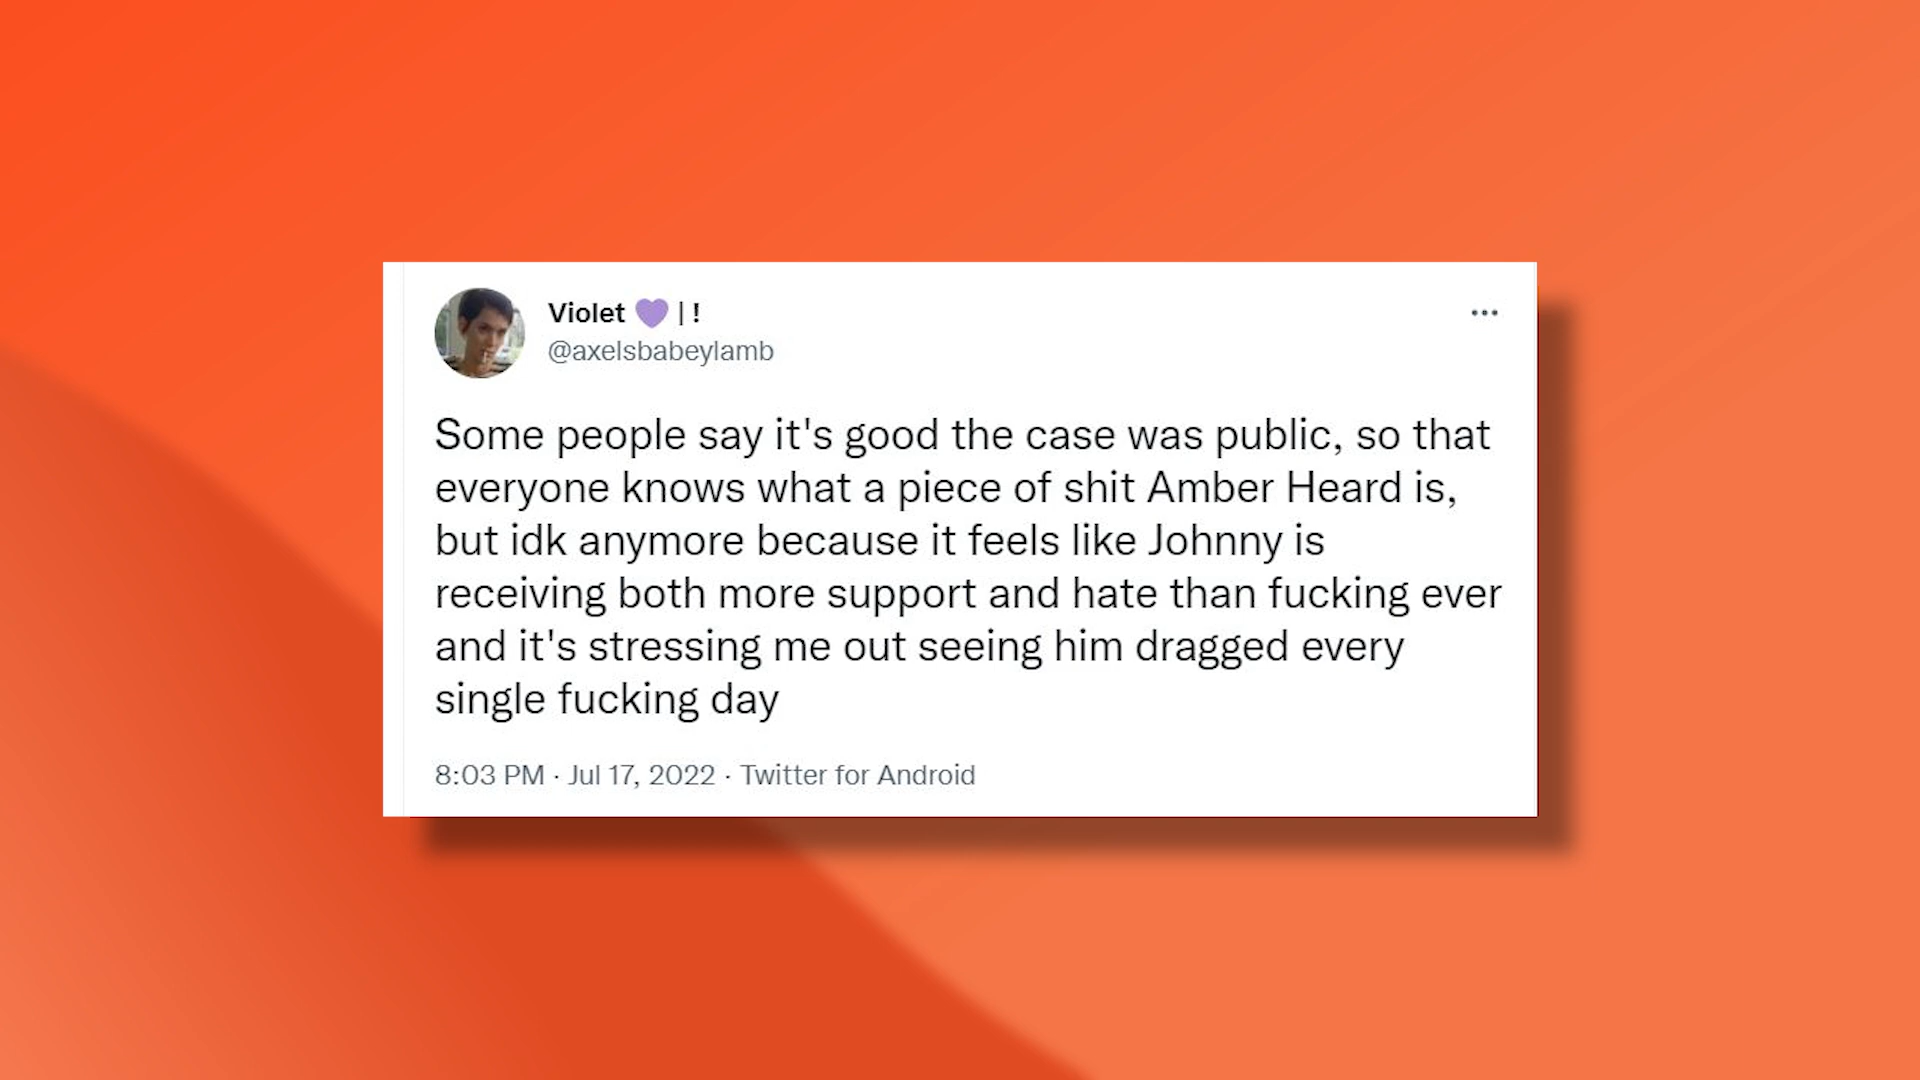 Violet 💜 | !
@axelsbabeylamb
Some people say it's good the case was public, so that
everyone knows what a piece of shit Amber Heard is,
but idk anymore because it feels like Johnny is
receiving both more support and hate than fucking ever
and it's stressing me out seeing him dragged every
single fucking day
8:03 PM · Jul 17, 2022 · Twitter for Android